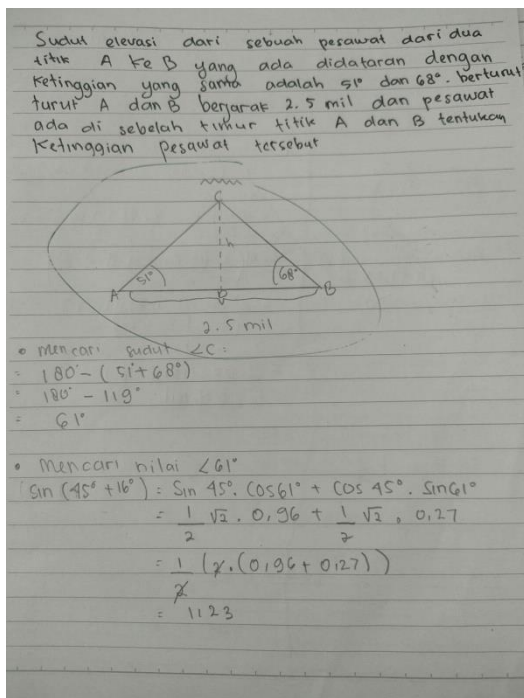 Sudut elevasi dari sebuah pesawat dari dua
titik A ke B yang ada didataran dengan
ketinggian yang sama adalah 51° dan 68°. berturut
turut A dan B berjarak 2.5 mil dan pesawat
ada di sebelah timur titik A dan B tentukan
Ketinggian pesawat tersebut
C
h
51° 68°
A B
2.5 mil
• mencari sudut ∠C:
= 180° - (51° + 68°)
= 180° - 119°
= 61°
• Mencari nilai ∠61°
Sin (45° + 16°) = Sin 45°. Cos61° + Cos 45°. Sin61°
= 1/2 √2 . 0,96 + 1/2 √2 . 0,27
= 1/2 (2.(0,96 + 0,27))
= 1123